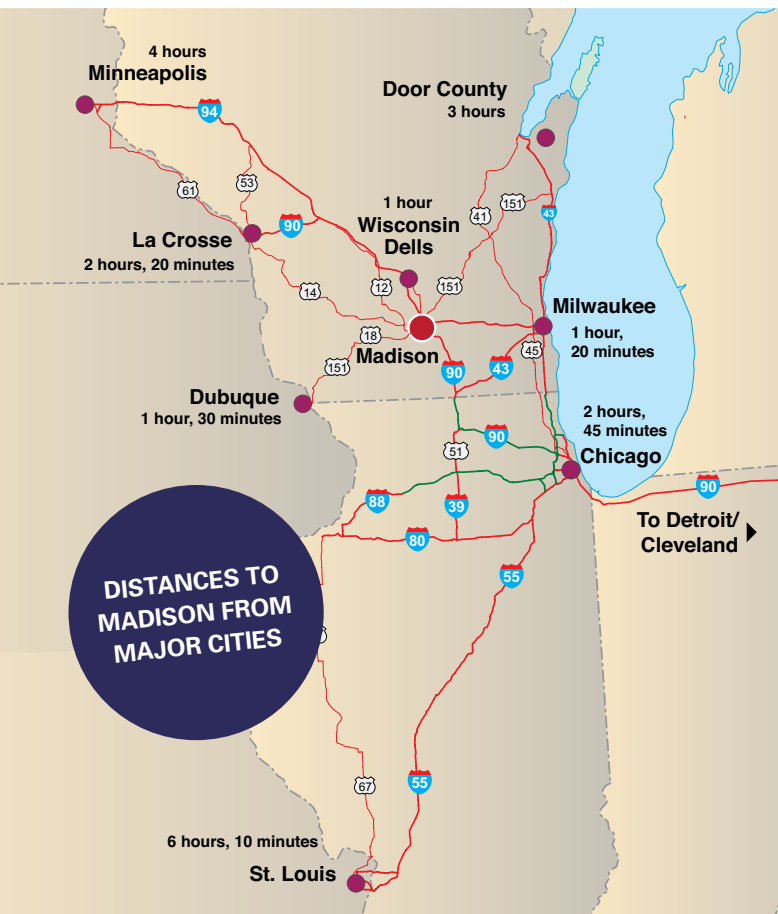 4 hours
Minneapolis
94
Door County
3 hours
61
53
1 hour
Wisconsin
Dells
41
151
43
90
La Crosse
2 hours, 20 minutes
14
12
151
Milwaukee
1 hour,
20 minutes
18
Madison
151
90
43
45
Dubuque
1 hour, 30 minutes
2 hours,
45 minutes
Chicago
90
51
90
88
39
80
To Detroit/
Cleveland
55
DISTANCES TO
MADISON FROM
MAJOR CITIES
67
55
6 hours, 10 minutes
St. Louis